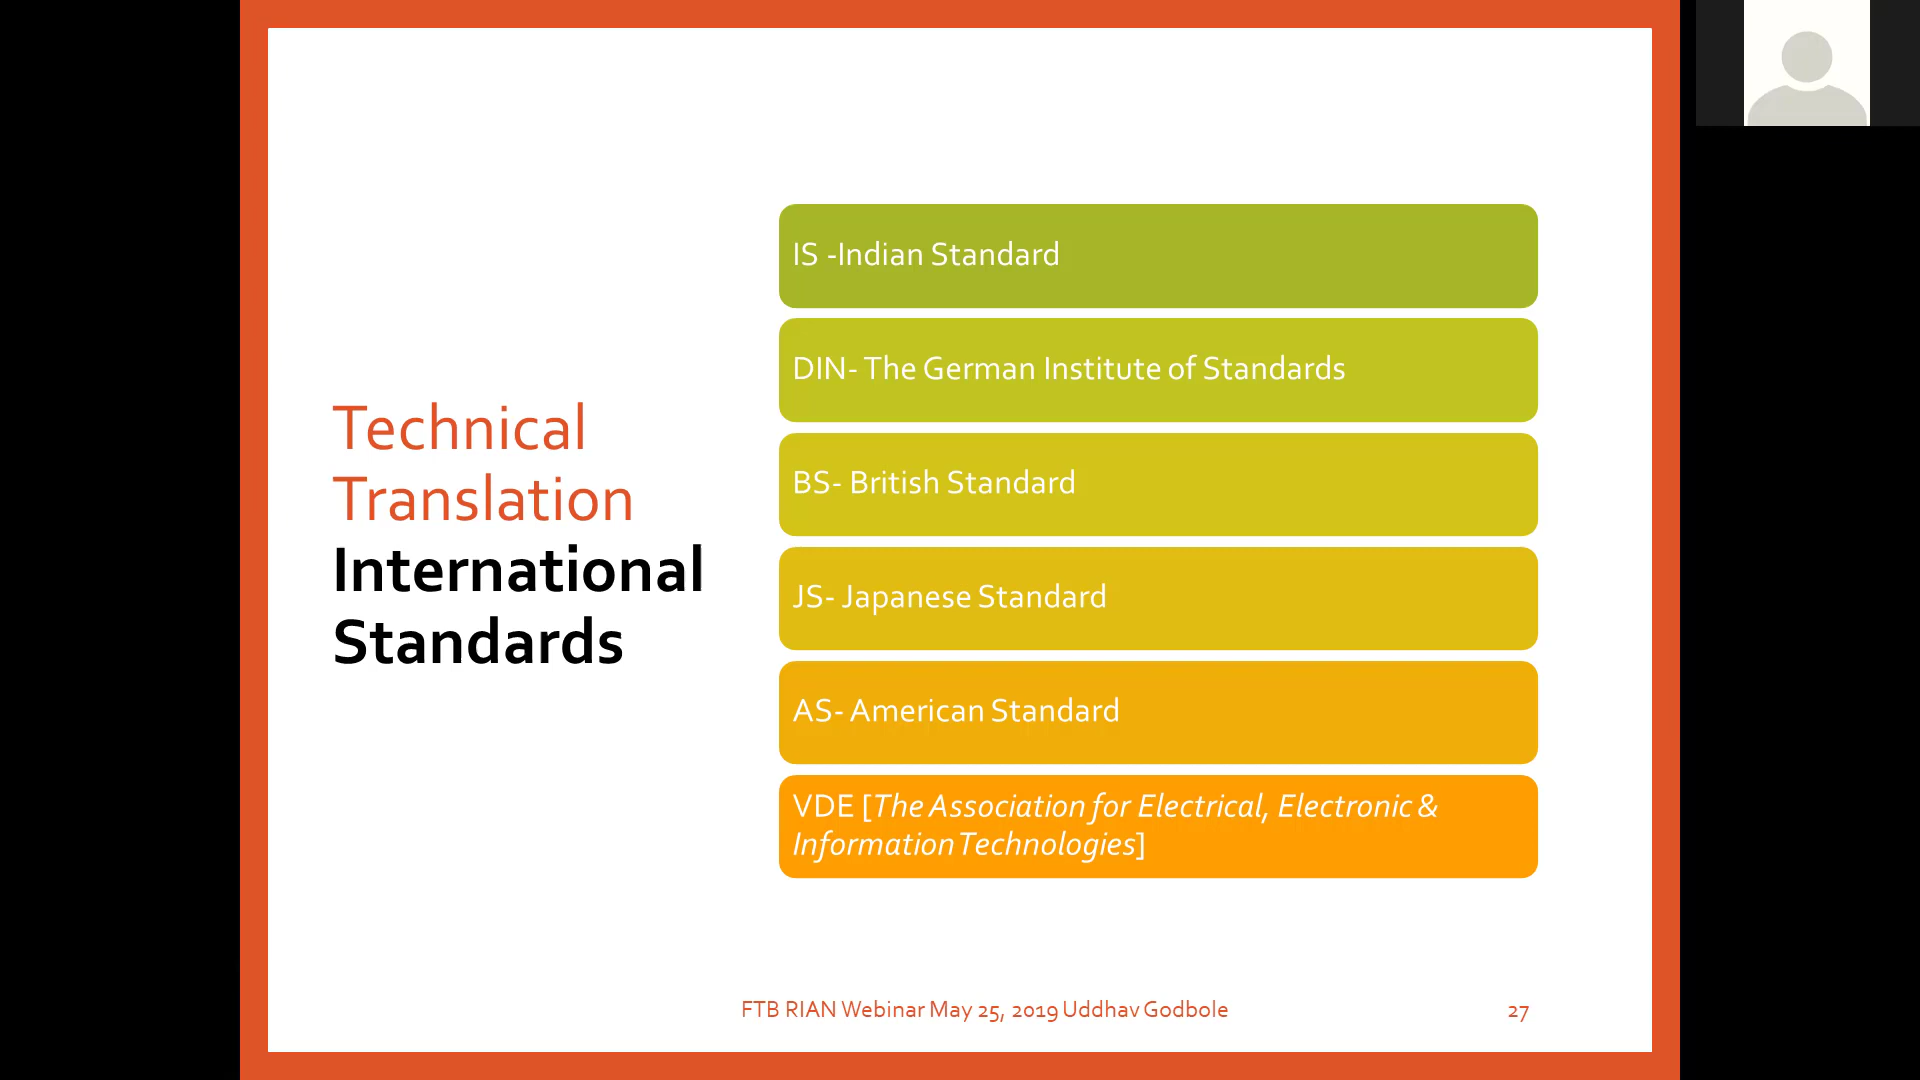 Technical
Translation
International
Standards
IS -Indian Standard
DIN- The German Institute of Standards
BS- British Standard
JS- Japanese Standard
AS- American Standard
VDE [The Association for Electrical, Electronic &
Information Technologies]
FTB RIAN Webinar May 25, 2019 Uddhav Godbole
27